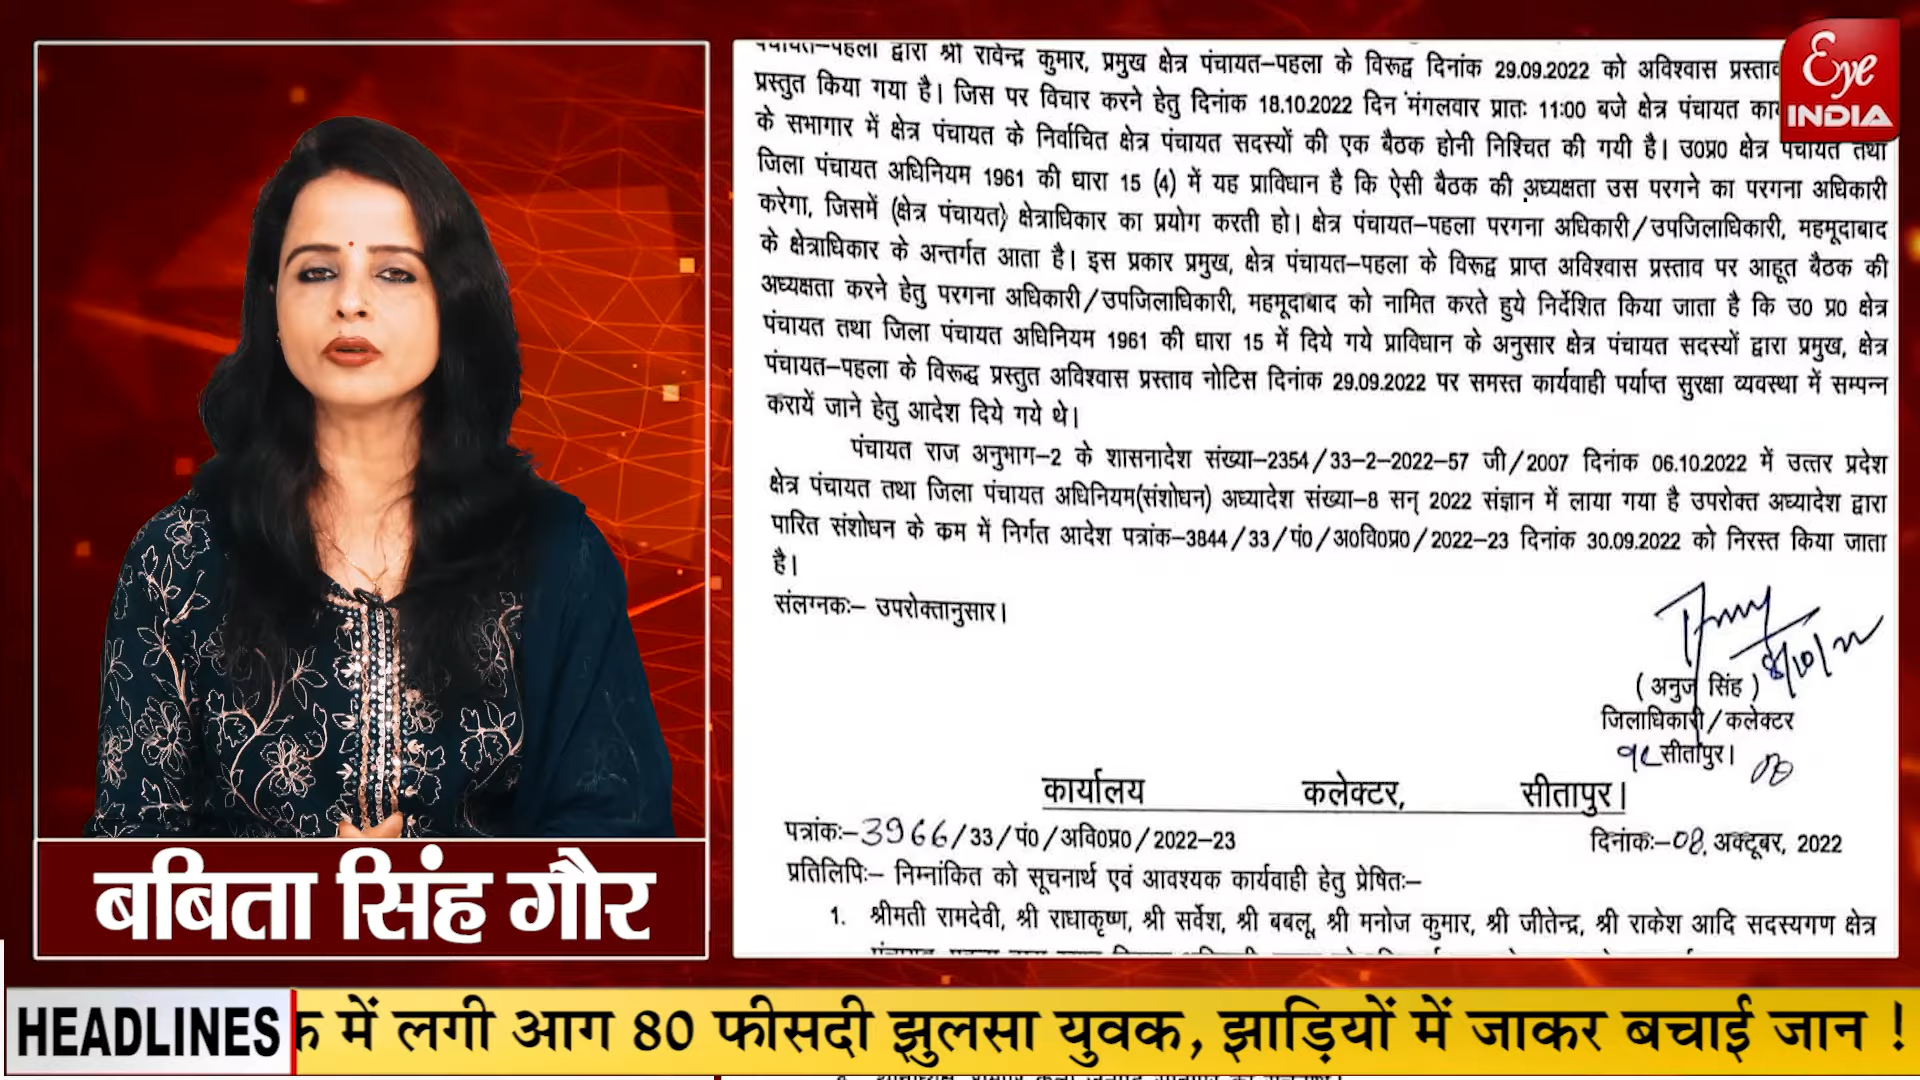 पंचायत–पहला द्वारा श्री रावेन्द्र कुमार, प्रमुख क्षेत्र पंचायत–पहला के विरूद्व दिनांक 29.09.2022 को अविश्वास प्रस्ताव
प्रस्तुत किया गया है। जिस पर विचार करने हेतु दिनांक 18.10.2022 दिन मंगलवार प्रातः 11:00 बजे क्षेत्र पंचायत
के सभागार में क्षेत्र पंचायत के निर्वाचित क्षेत्र पंचायत सदस्यों की एक बैठक होनी निश्चित की गयी है। उ0प्र0 क्षेत्र पंचायत तथा
जिला पंचायत अधिनियम 1961 की धारा 15 (4) में यह प्राविधान है कि ऐसी बैठक की अध्यक्षता उस परगने का परगना अधिकारी
करेगा, जिसमें (क्षेत्र पंचायत) क्षेत्राधिकार का प्रयोग करती हो। क्षेत्र पंचायत–पहला परगना अधिकारी/उपजिलाधिकारी, महमूदाबाद
के क्षेत्राधिकार के अन्तर्गत आता है। इस प्रकार प्रमुख, क्षेत्र पंचायत–पहला के विरूद्व प्राप्त अविश्वास प्रस्ताव पर आहूत बैठक की
अध्यक्षता करने हेतु परगना अधिकारी/उपजिलाधिकारी, महमूदाबाद को नामित करते हुये निर्देशित किया जाता है कि उ0 प्र0 क्षेत्र
पंचायत तथा जिला पंचायत अधिनियम 1961 की धारा 15 में दिये गये प्राविधान के अनुसार क्षेत्र पंचायत सदस्यों द्वारा प्रमुख, क्षेत्र
पंचायत–पहला के विरूद्ध प्रस्तुत अविश्वास प्रस्ताव नोटिस दिनांक 29.09.2022 पर समस्त कार्यवाही पर्याप्त सुरक्षा व्यवस्था में सम्पन्न
करायें जाने हेतु आदेश दिये गये थे।
पंचायत राज अनुभाग–2 के शासनादेश संख्या–2354/33–2–2022–57 जी/2007 दिनांक 06.10.2022 में उत्तर प्रदेश
क्षेत्र पंचायत तथा जिला पंचायत अधिनियम(संशोधन) अध्यादेश संख्या–8 सन् 2022 संज्ञान में लाया गया है उपरोक्त अध्यादेश द्वारा
पारित संशोधन के कम में निर्गत आदेश पत्रांक–3844/33/पं0/अ0वि0प्र0/2022–23 दिनांक 30.09.2022 को निरस्त किया जाता
है।
संलग्नकः– उपरोक्तानुसार।
(अनुज सिंह)
जिलाधिकारी/कलेक्टर
सीतापुर।
कार्यालय कलेक्टर, सीतापुर।
पत्रांकः–3966/33/पं0/अवि0प्र0/2022–23 दिनांकः–08, अक्टूबर, 2022
प्रतिलिपिः– निम्नांकित को सूचनार्थ एवं आवश्यक कार्यवाही हेतु प्रेषितः–
1. श्रीमती रामदेवी, श्री राधाकृष्ण, श्री सर्वेश, श्री बबलू, श्री मनोज कुमार, श्री जीतेन्द्र, श्री राकेश आदि सदस्यगण क्षेत्र
Eye
INDIA
बबिता सिंह गौर
HEADLINES
में लगी आग 80 फीसदी झुलसा युवक, झाड़ियों में जाकर बचाई जान !